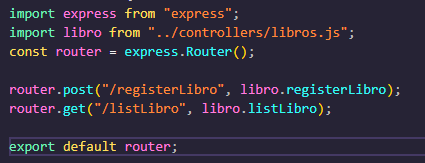 import express from "express";
import libro from "../controllers/libros.js";
const router = express.Router();
router.post("/registerLibro", libro.registerLibro);
router.get("/listLibro", libro.listLibro);
export default router;